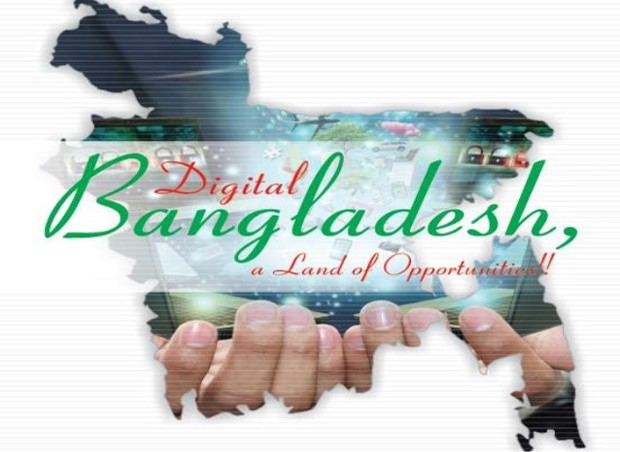 Digital
Bangladesh,
a Land of Opportunities!!